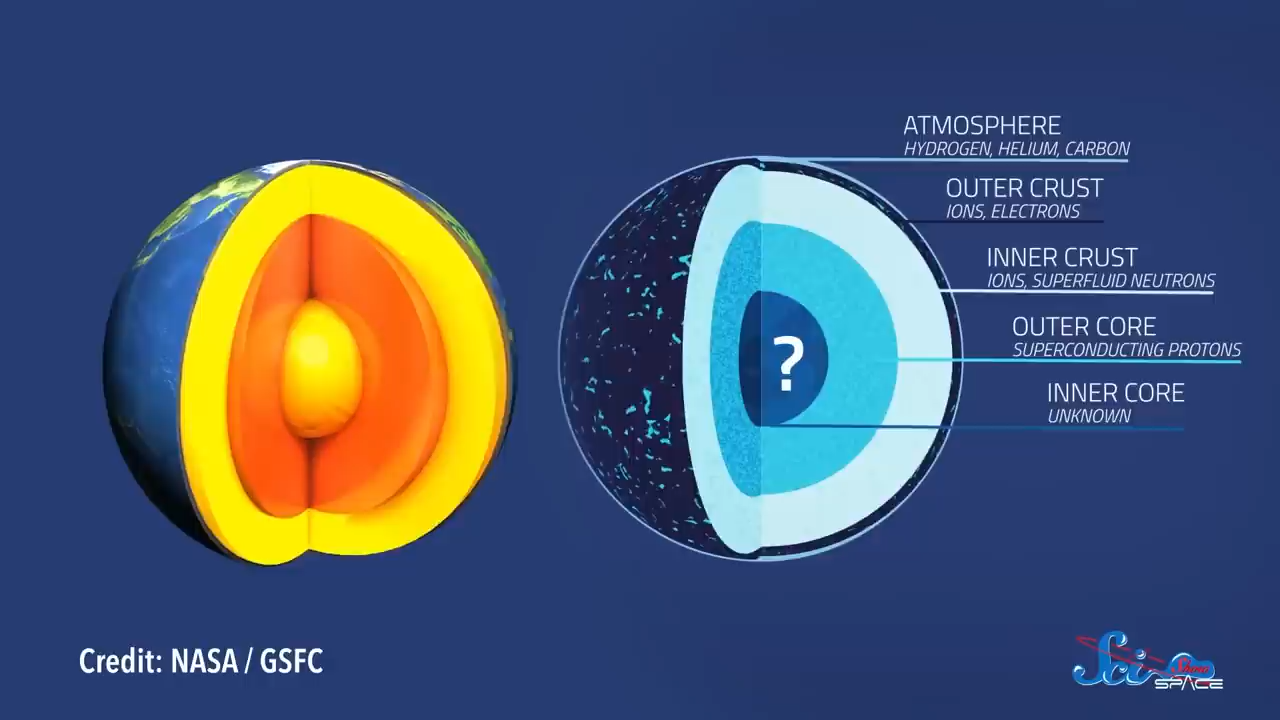 ATMOSPHERE
HYDROGEN, HELIUM, CARBON
OUTER CRUST
IONS, ELECTRONS
INNER CRUST
IONS, SUPERFLUID NEUTRONS
OUTER CORE
SUPERCONDUCTING PROTONS
?
INNER CORE
UNKNOWN
Credit: NASA / GSFC
Sci Show
SPACE